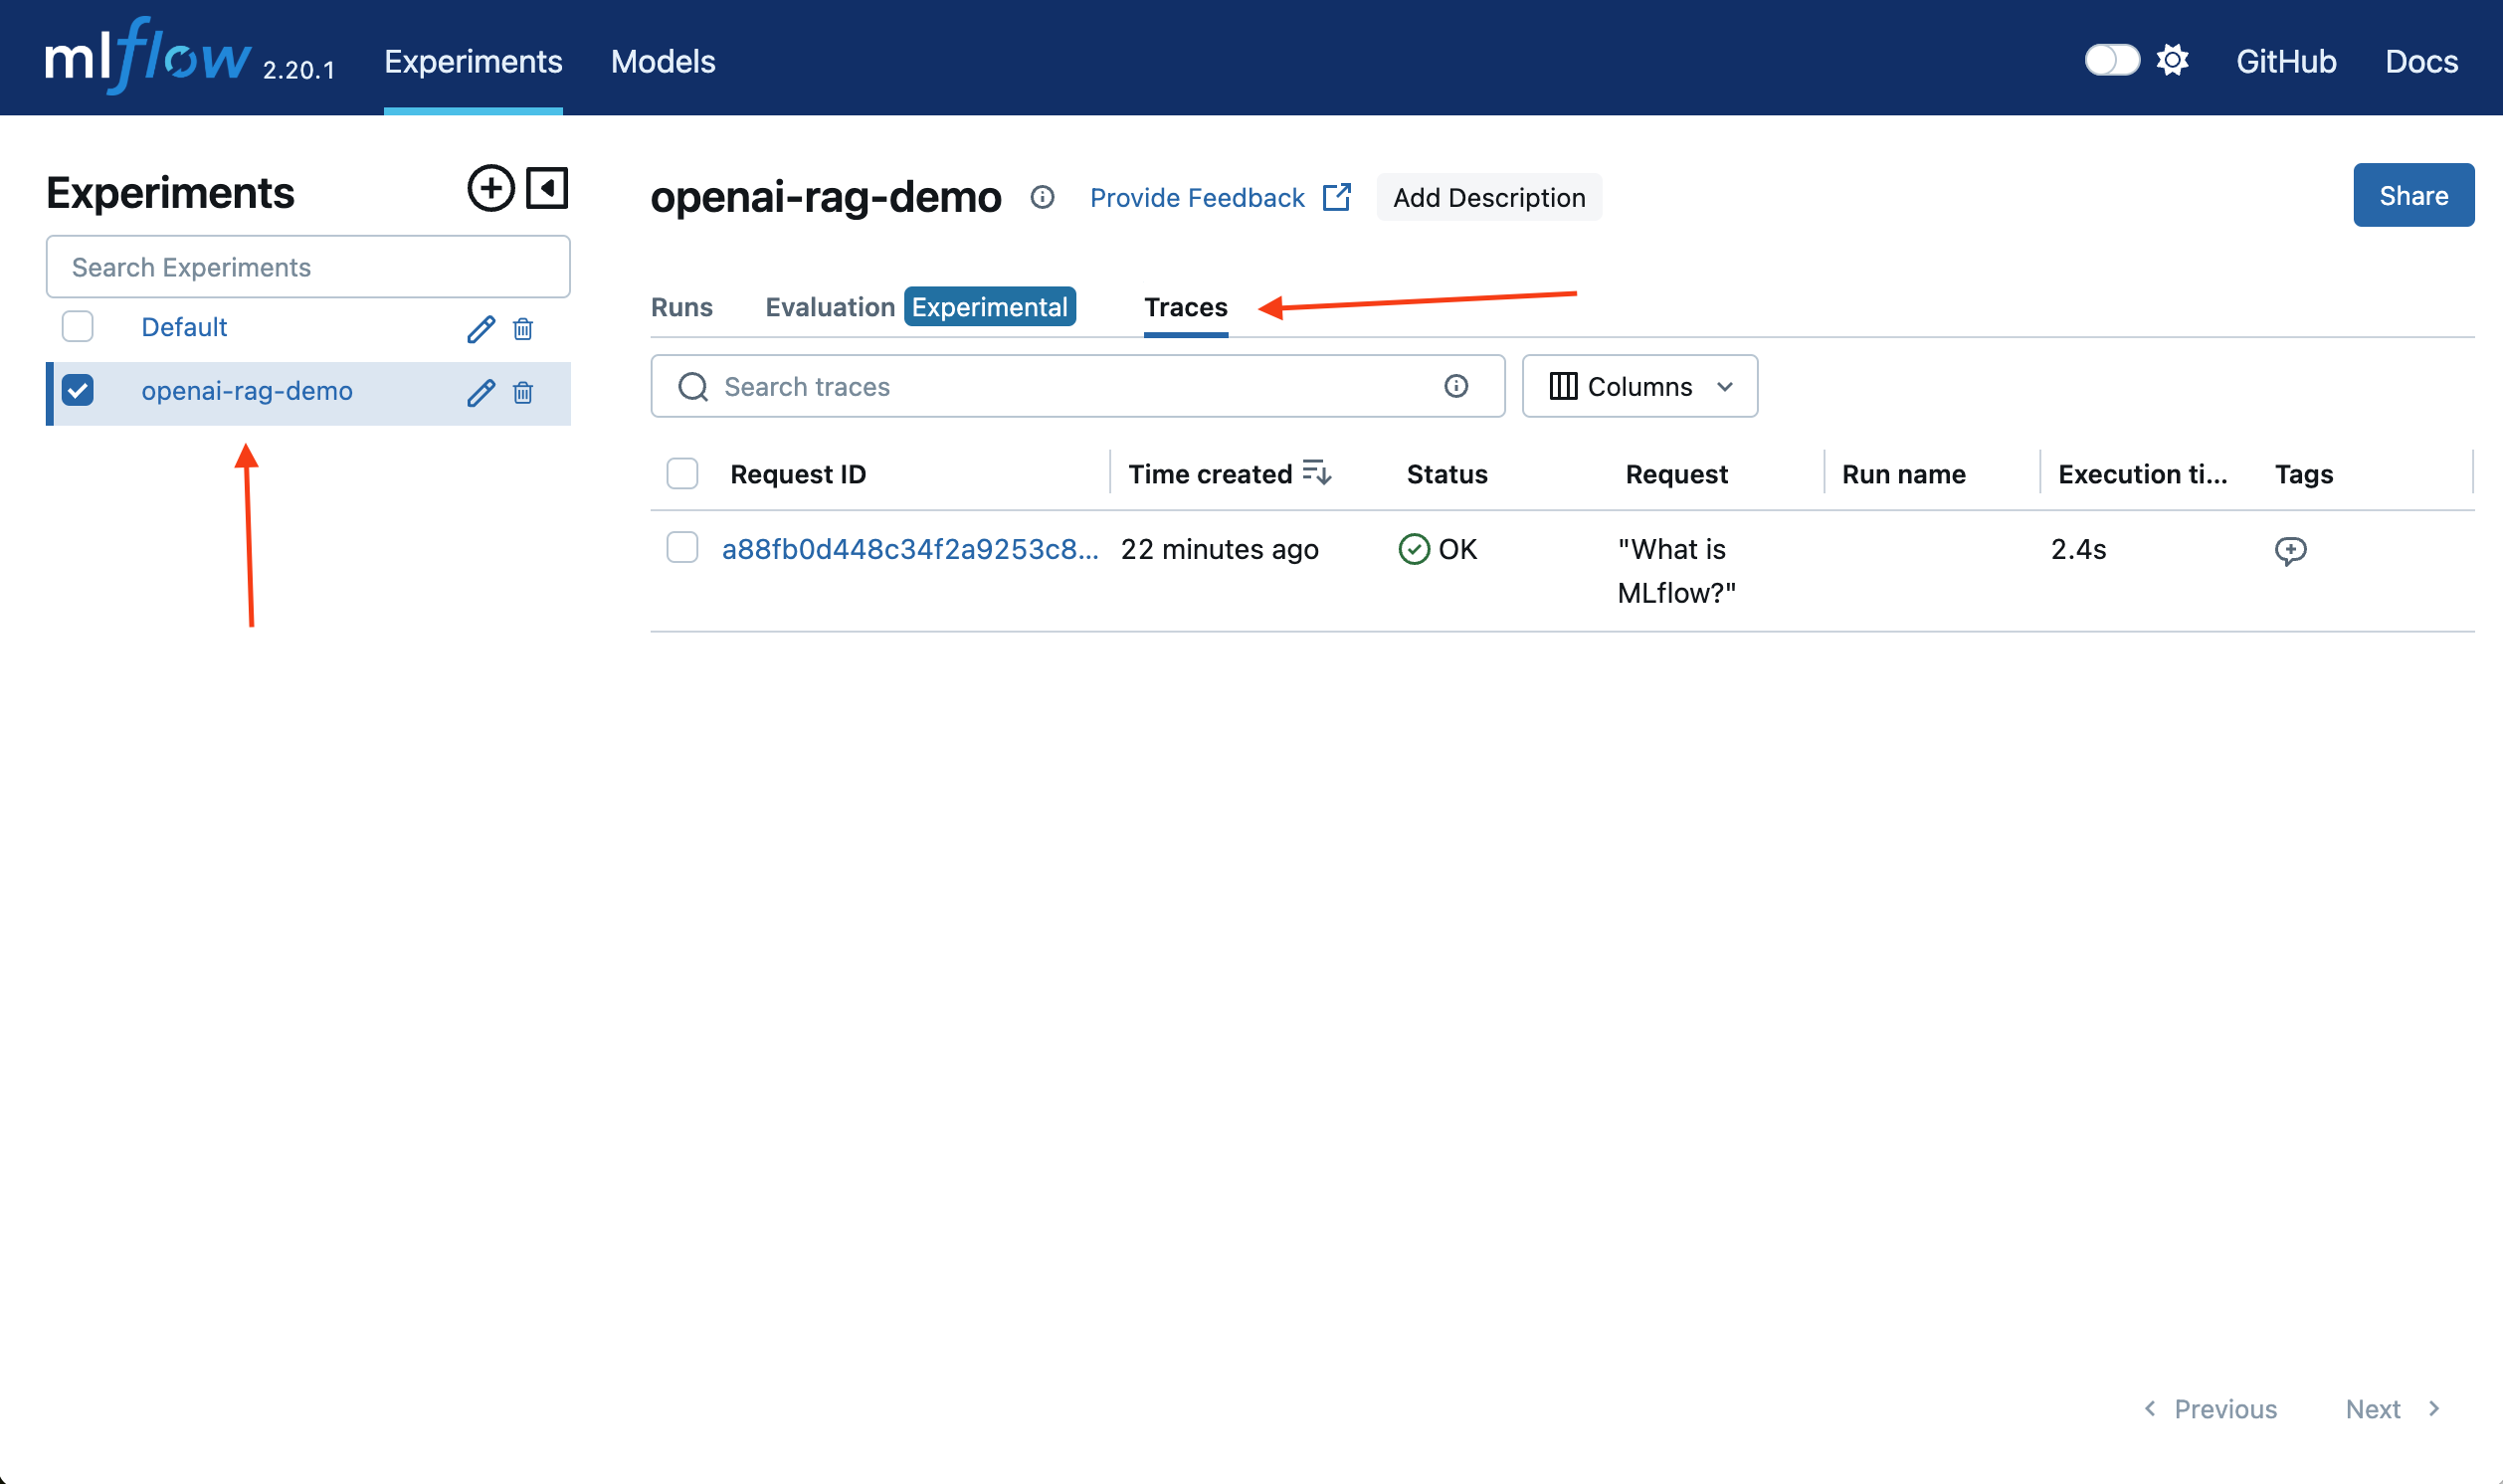 mlflow 2.20.1 Experiments Models GitHub Docs
Experiments
Search Experiments
Default
openai-rag-demo
openai-rag-demo Provide Feedback Add Description Share
Runs Evaluation Experimental Traces
Search traces Columns
Request ID Time created Status Request Run name Execution ti... Tags
a88fb0d448c34f2a9253c8... 22 minutes ago OK "What is 2.4s
MLflow?"
Previous Next